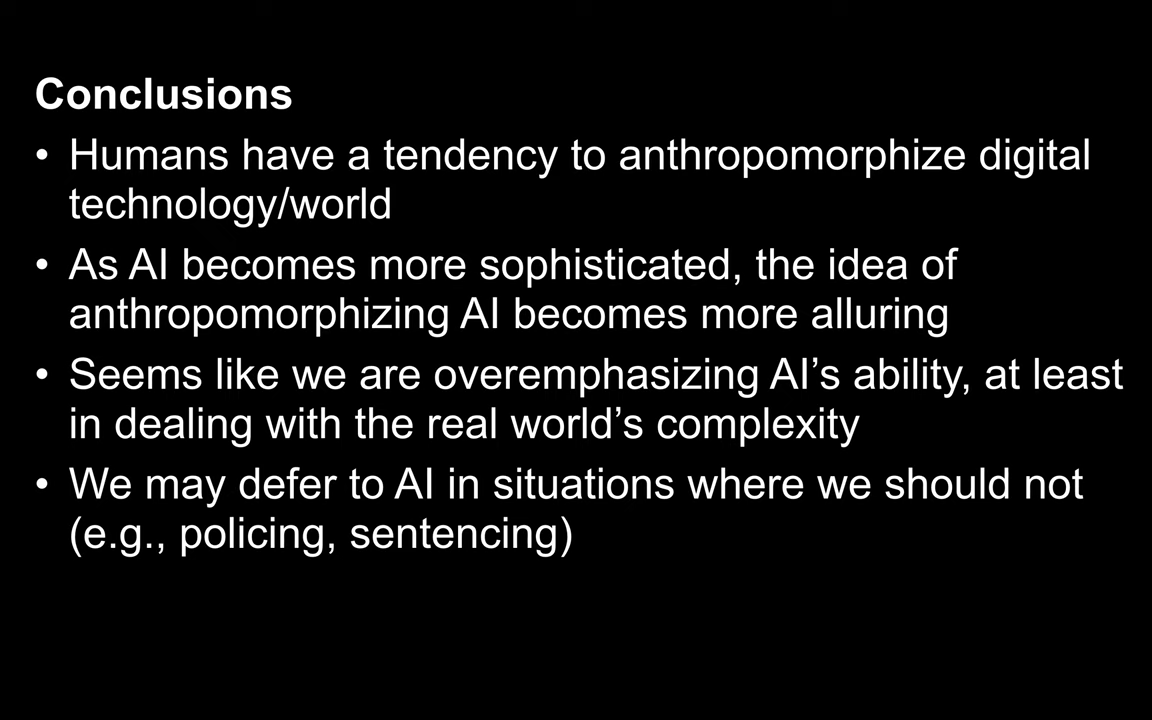 Conclusions
• Humans have a tendency to anthropomorphize digital
technology/world
• As AI becomes more sophisticated, the idea of
anthropomorphizing AI becomes more alluring
• Seems like we are overemphasizing AI’s ability, at least
in dealing with the real world’s complexity
• We may defer to AI in situations where we should not
(e.g., policing, sentencing)